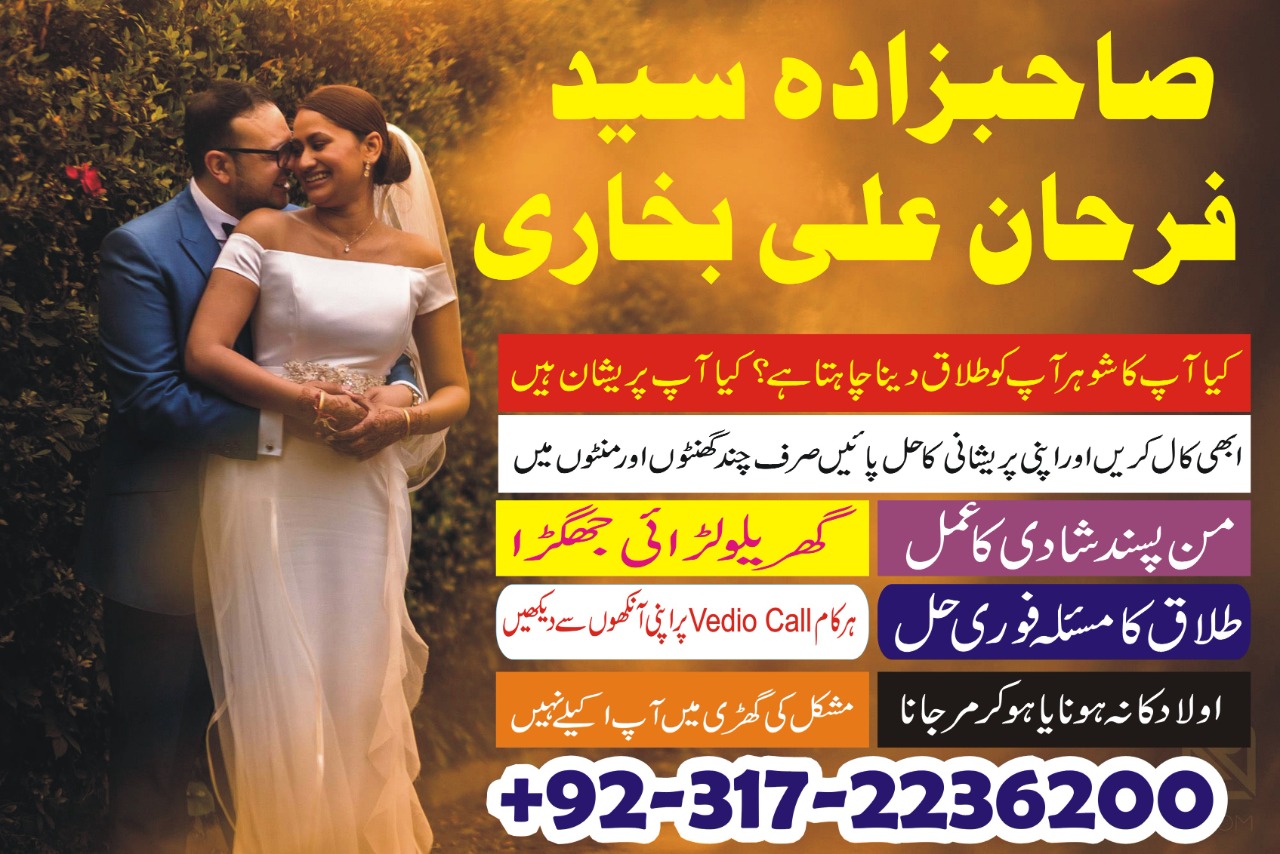 صاحبزادہ سید
فرحان علی بخاری
کیا آپ کا شوہر آپ کو طلاق دینا چاہتا ہے؟ کیا آپ پریشان ہیں
ابھی کال کریں اور اپنی پریشانی کا حل پائیں صرف چند گھنٹوں اور منٹوں میں
من پسند شادی کا عمل
گھریلو لڑائی جھگڑا
طلاق کا مسئلہ فوری حل
ہر کام Vedio Call پر اپنی آنکھوں سے دیکھیں
اولاد کا نہ ہونا یا ہو کر مر جانا
مشکل کی گھڑی میں آپ اکیلے نہیں
+92-317-2236200